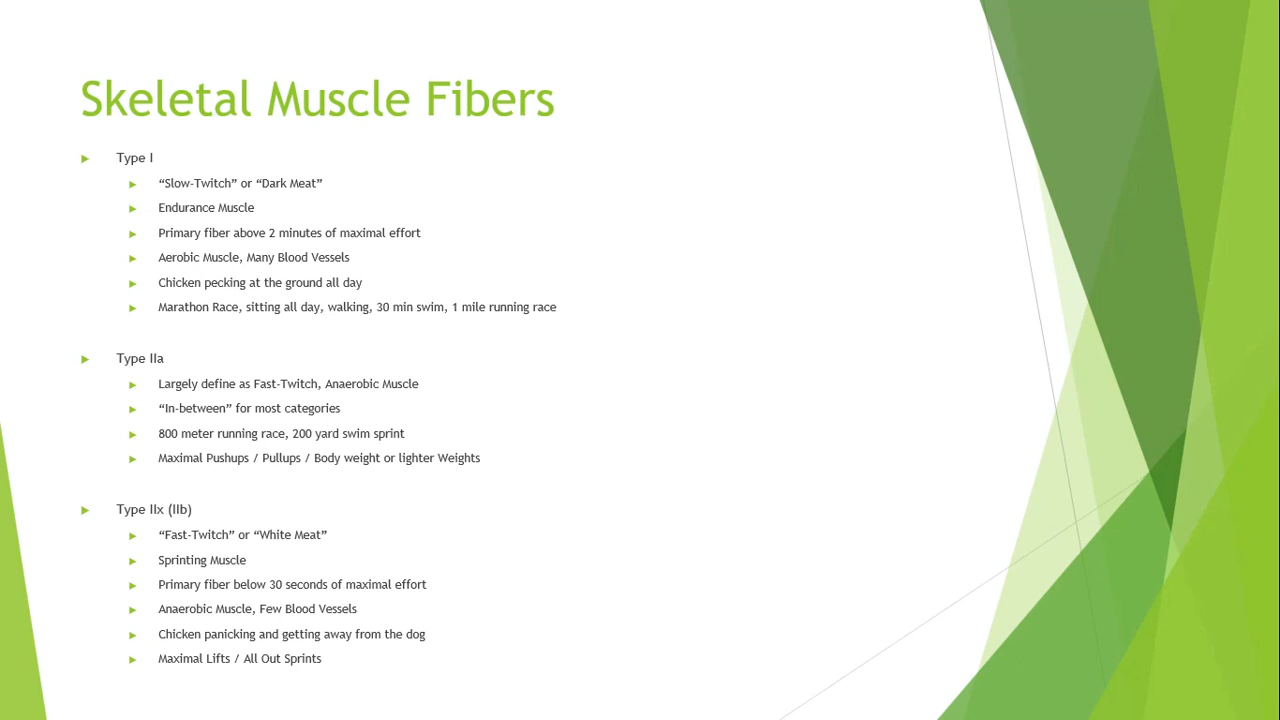 Skeletal Muscle Fibers
Type I
“Slow-Twitch” or “Dark Meat”
Endurance Muscle
Primary fiber above 2 minutes of maximal effort
Aerobic Muscle, Many Blood Vessels
Chicken pecking at the ground all day
Marathon Race, sitting all day, walking, 30 min swim, 1 mile running race
Type IIa
Largely define as Fast-Twitch, Anaerobic Muscle
“In-between” for most categories
800 meter running race, 200 yard swim sprint
Maximal Pushups / Pullups / Body weight or lighter Weights
Type IIx (IIb)
“Fast-Twitch” or “White Meat”
Sprinting Muscle
Primary fiber below 30 seconds of maximal effort
Anaerobic Muscle, Few Blood Vessels
Chicken panicking and getting away from the dog
Maximal Lifts / All Out Sprints